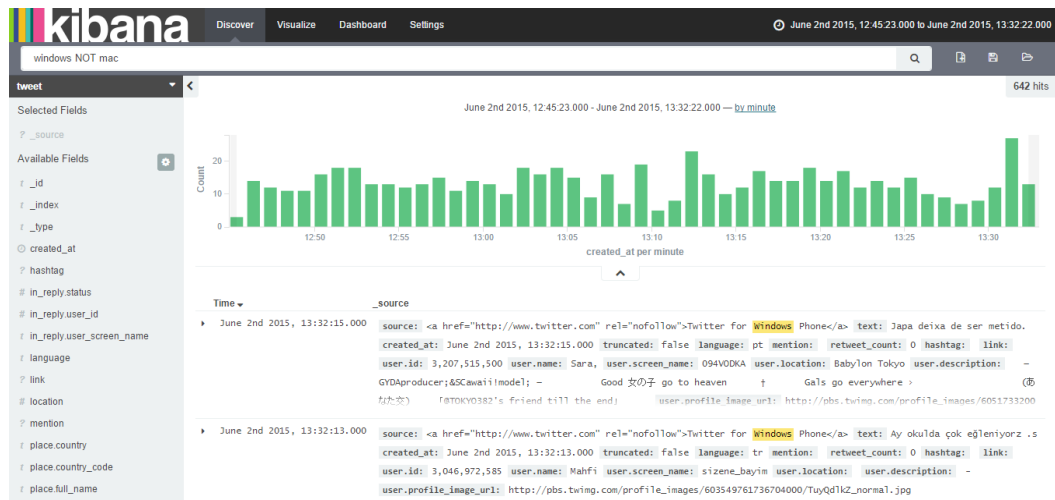 kibana
Discover Visualize Dashboard Settings June 2nd 2015, 12:45:23.000 to June 2nd 2015, 13:32:22.000
windows NOT mac
tweet
642 hits
Selected Fields
? _source
Available Fields
t _id
t _index
t _type
created_at
? hashtag
# in_reply.status
# in_reply.user_id
t in_reply.user_screen_name
t language
? link
# location
? mention
t place.country
t place.country_code
t place.full_name
June 2nd 2015, 12:45:23.000 - June 2nd 2015, 13:32:22.000 — by minute
Count
20
10
0
12:50 12:55 13:00 13:05 13:10 13:15 13:20 13:25 13:30
created_at per minute
Time _source
June 2nd 2015, 13:32:15.000 source: <a href="http://www.twitter.com" rel="nofollow">Twitter for Windows Phone</a> text: Japa deixa de ser metido.
created_at: June 2nd 2015, 13:32:15.000 truncated: false language: pt mention: retweet_count: 0 hashtag: link:
user.id: 3,207,515,500 user.name: Sara, user.screen_name: 094VODKA user.location: Babylon Tokyo user.description: −
GYDAproducer;&SCawaii!model; − Good 女の子 go to heaven † Gals go everywhere › (あ
なた交) 「@TOKYO382's friend till the end」 user.profile_image_url: http://pbs.twimg.com/profile_images/6051733200
June 2nd 2015, 13:32:13.000 source: <a href="http://www.twitter.com" rel="nofollow">Twitter for Windows Phone</a> text: Ay okulda çok eğleniyorz .s
created_at: June 2nd 2015, 13:32:13.000 truncated: false language: tr mention: retweet_count: 0 hashtag: link:
user.id: 3,046,972,585 user.name: Mahfi user.screen_name: sizene_bayim user.location: user.description: -
user.profile_image_url: http://pbs.twimg.com/profile_images/603549761736704000/TuyQdlkZ_normal.jpg